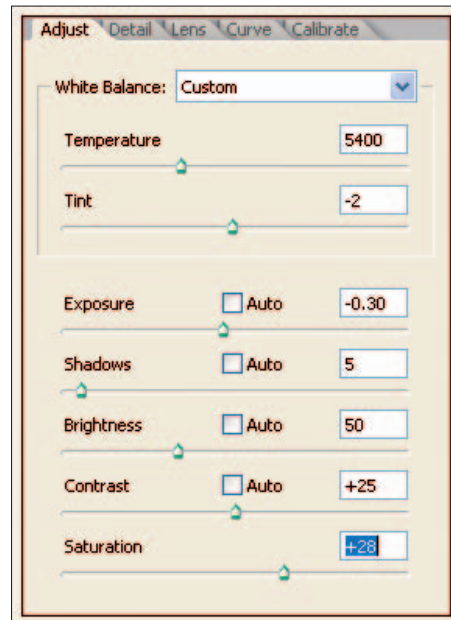 Adjust Detail Lens Curve Calibrate
White Balance: Custom
Temperature 5400
Tint -2
Exposure Auto -0.30
Shadows Auto 5
Brightness Auto 50
Contrast Auto +25
Saturation +28